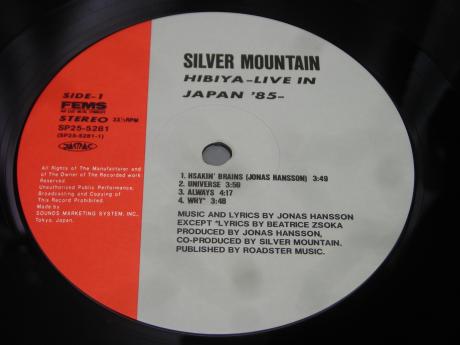 SILVER MOUNTAIN
HIBIYA-LIVE IN
JAPAN '85-
SIDE-1
FEMS
STEREO 33⅓RPM
SP25-5281
(SP25-5281-1)
All Rights of The Manufacturer and
of The Owner of The Recorded work
Reserved.
Unauthorized Public Performance,
Broadcasting and Copying of
This Record Prohibited.
Made by
SOUNDS MARKETING SYSTEM, INC.,
Tokyo, Japan.
1. HSAKIN' BRAINS (JONAS HANSSON) 3:49
2. UNIVERSE 3:50
3. ALWAYS 4:17
4. WHY* 3:48
MUSIC AND LYRICS BY JONAS HANSSON
EXCEPT *LYRICS BY BEATRICE ZSOKA
PRODUCED BY JONAS HANSSON,
CO-PRODUCED BY SILVER MOUNTAIN.
PUBLISHED BY ROADSTER MUSIC.